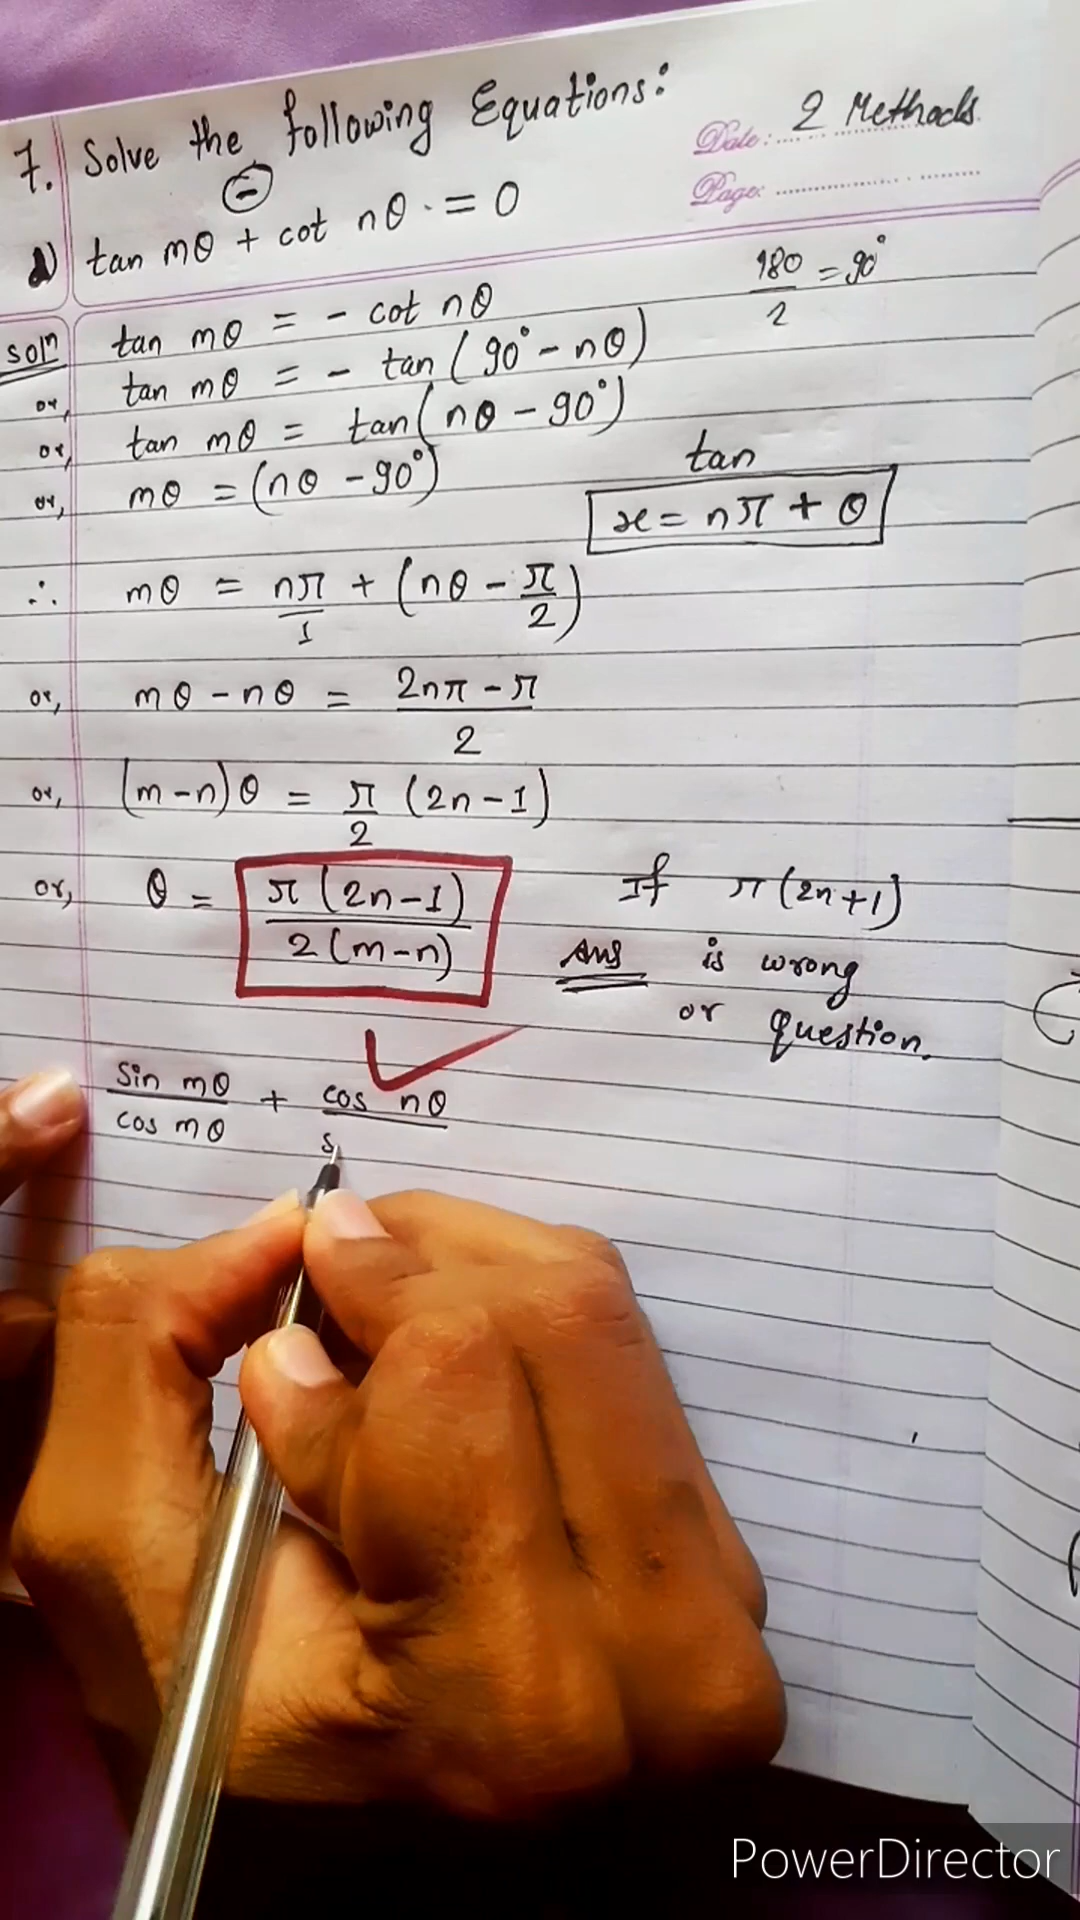 7. Solve the following Equations:
2 Methods
Date:
Page:
(-)
a) tan mθ + cot nθ. = 0
180/2 = 90°
soln tan mθ = - cot nθ
or, tan mθ = - tan (90° - nθ)
or, tan mθ = tan(nθ - 90°)
or, mθ = (nθ - 90°)
tan
x = nπ + θ
∴ mθ = nπ/1 + (nθ - π/2)
or, mθ - nθ = 2nπ - π / 2
or, (m-n)θ = π/2 (2n-1)
or, θ = π(2n-1) / 2(m-n)
Ans
If π(2n+1)
is wrong
or question.
sin mθ / cos mθ + cos nθ / s
PowerDirector